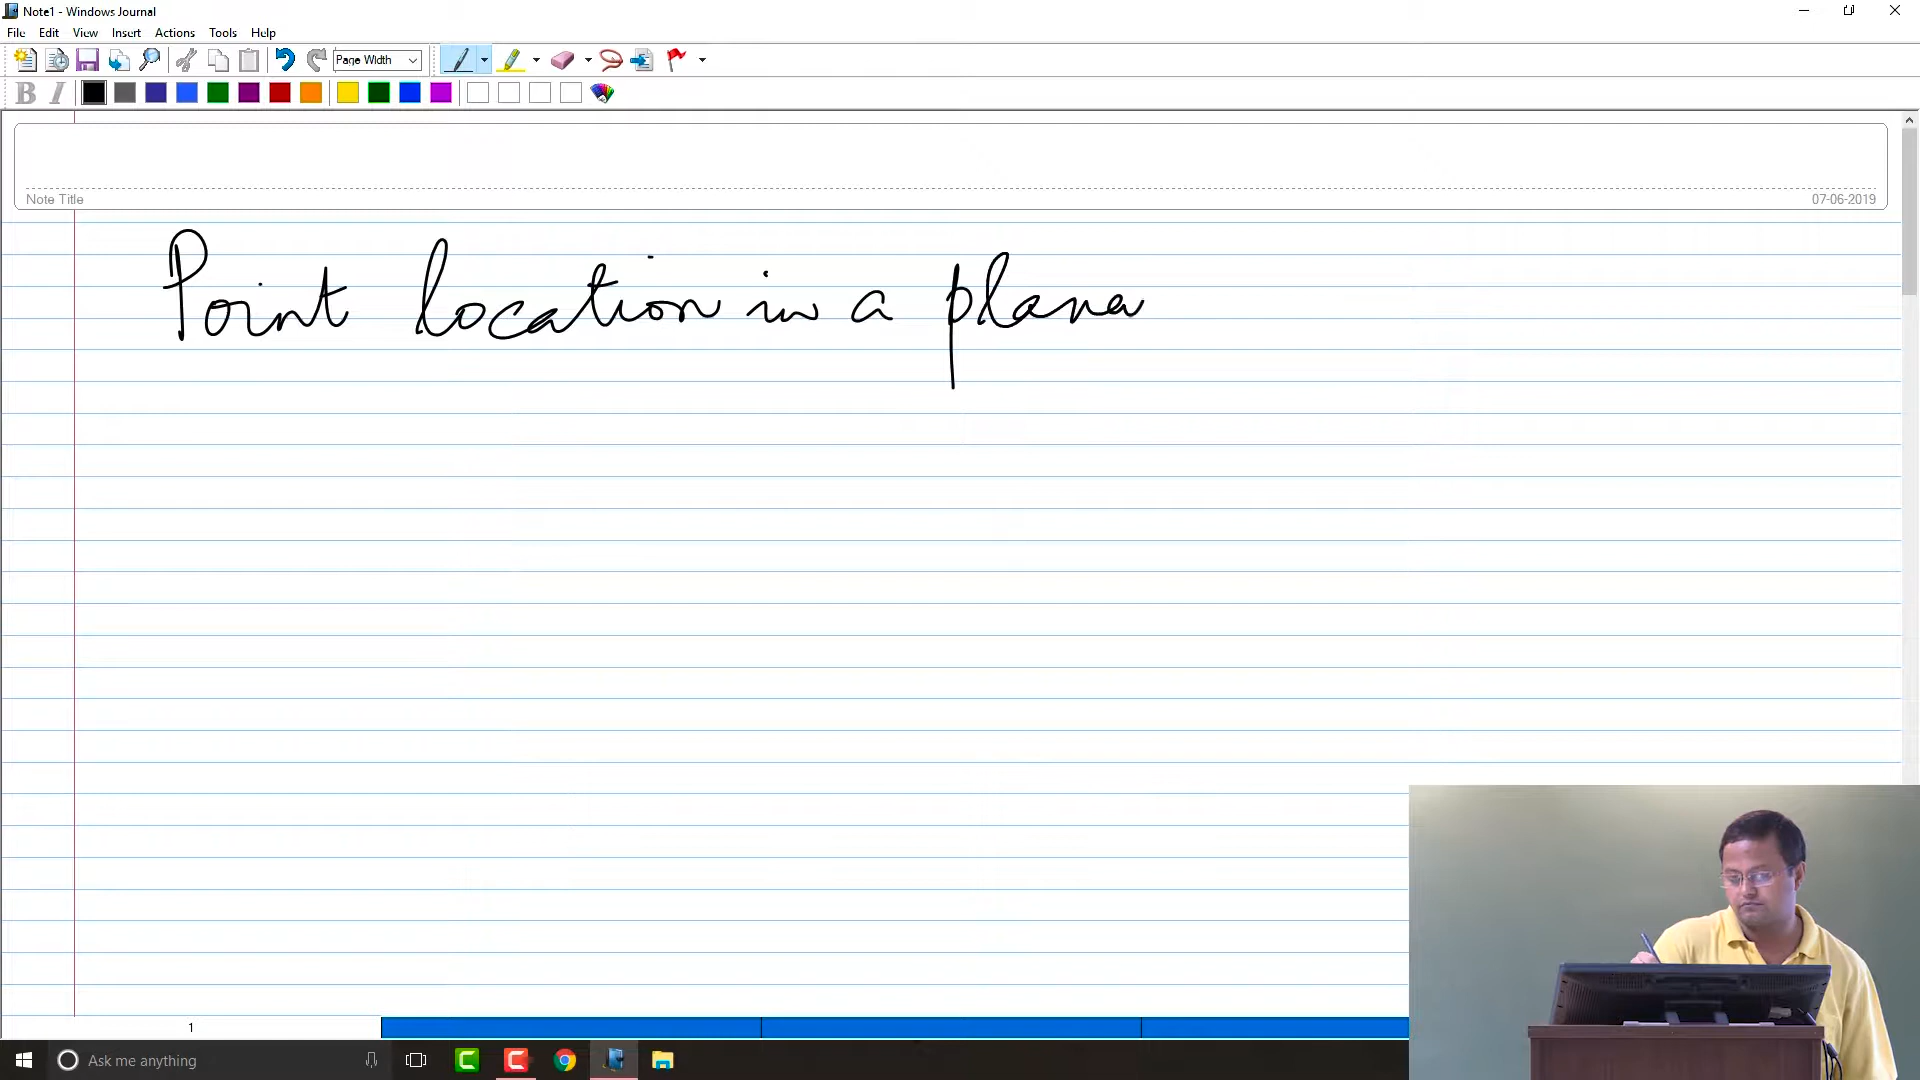 Note1 - Windows Journal
File Edit View Insert Actions Tools Help
Page Width
B I
Note Title
07-06-2019
Point location in a plana
1
Ask me anything